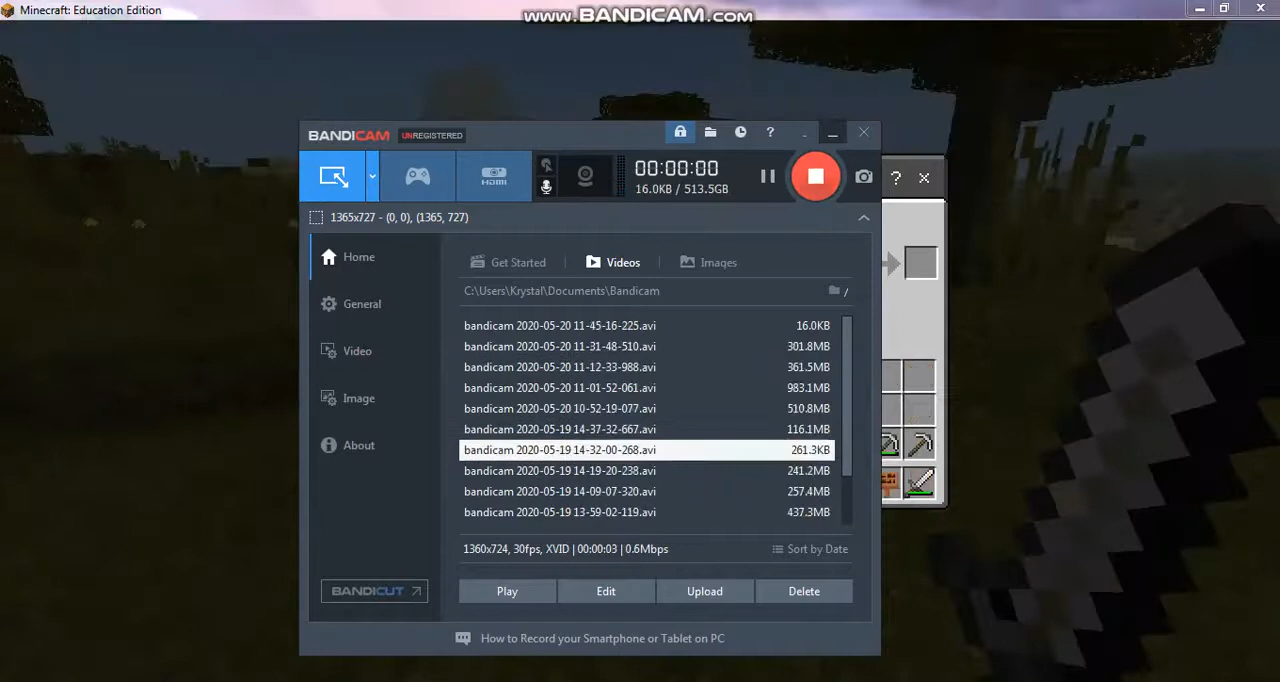 Minecraft: Education Edition
www.BANDICAM.com
BANDICAM UNREGISTERED
?
HDMI
00:00:00
16.0KB / 513.5GB
?
1365x727 - (0, 0), (1365, 727)
Home
General
Video
Image
About
Get Started
Videos
Images
C:\Users\Krystal\Documents\Bandicam
/
bandicam 2020-05-20 11-45-16-225.avi 16.0KB
bandicam 2020-05-20 11-31-48-510.avi 301.8MB
bandicam 2020-05-20 11-12-33-988.avi 361.5MB
bandicam 2020-05-20 11-01-52-061.avi 983.1MB
bandicam 2020-05-20 10-52-19-077.avi 510.8MB
bandicam 2020-05-19 14-37-32-667.avi 116.1MB
bandicam 2020-05-19 14-32-00-268.avi 261.3KB
bandicam 2020-05-19 14-19-20-238.avi 241.2MB
bandicam 2020-05-19 14-09-07-320.avi 257.4MB
bandicam 2020-05-19 13-59-02-119.avi 437.3MB
1360x724, 30fps, XVID | 00:00:03 | 0.6Mbps
Sort by Date
BANDICUT
Play
Edit
Upload
Delete
How to Record your Smartphone or Tablet on PC